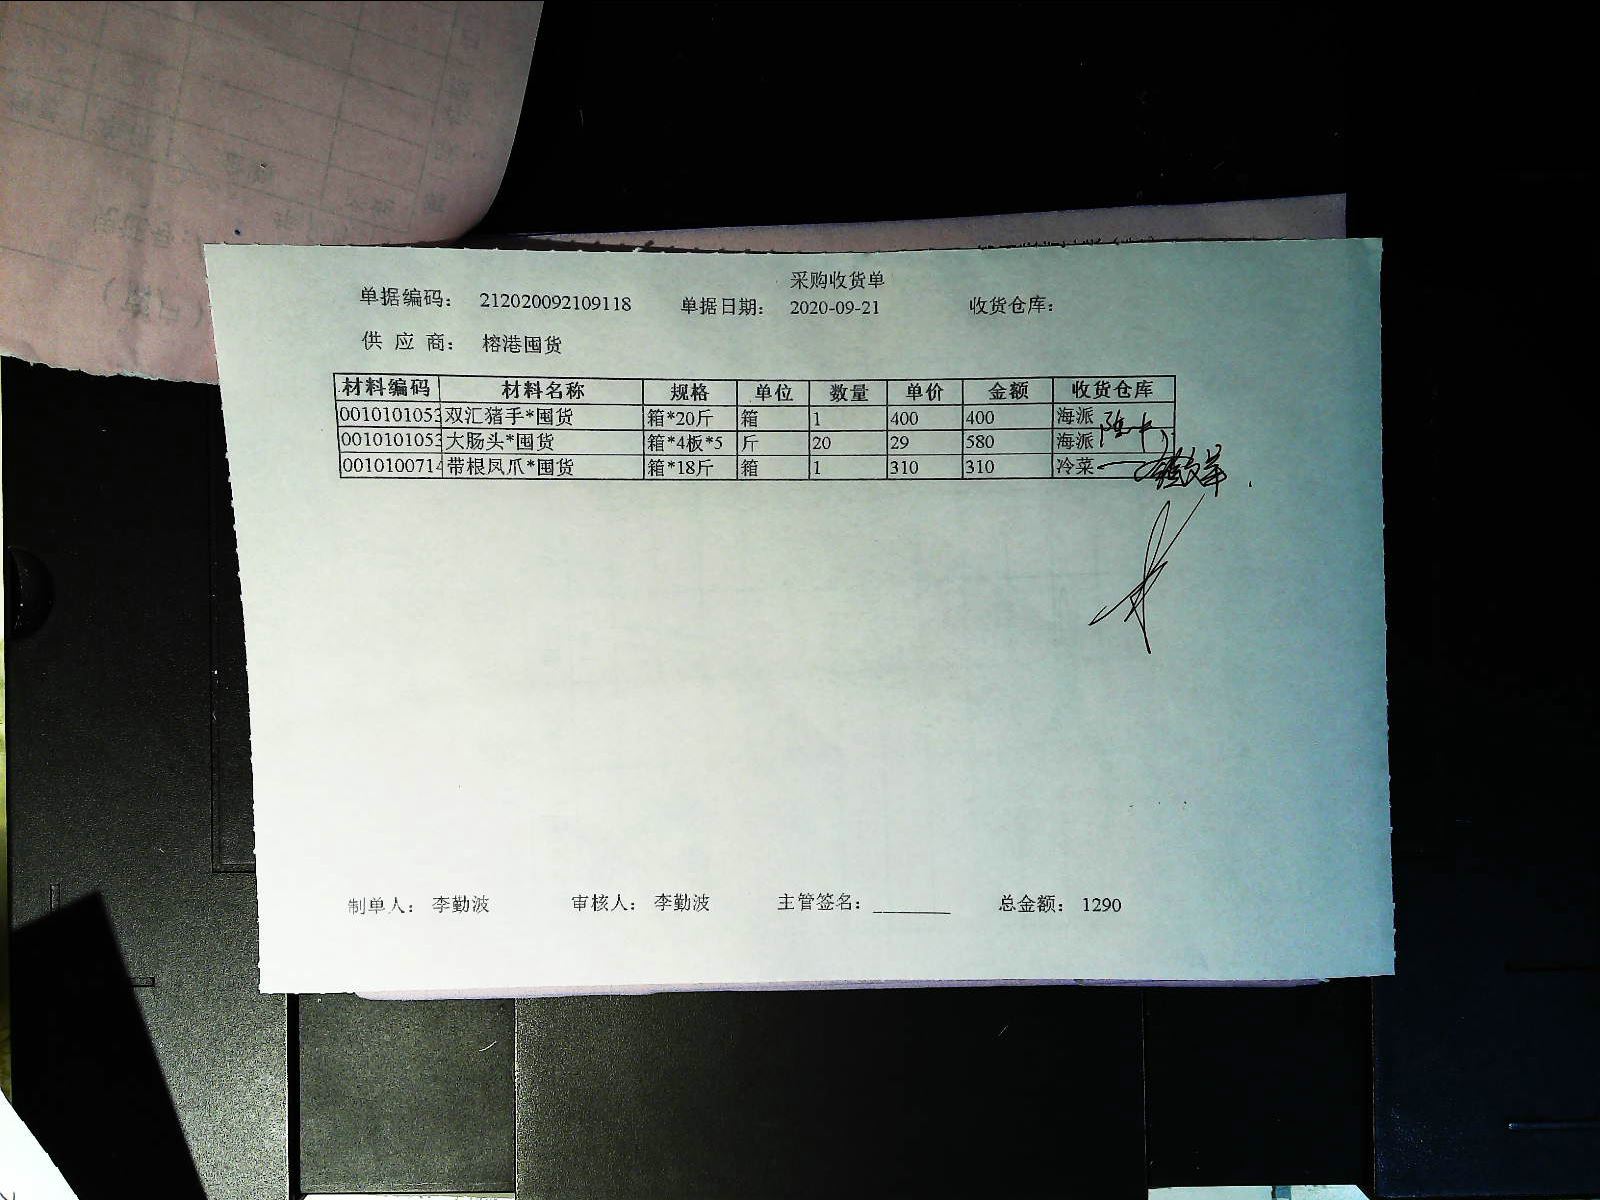 采购收货单
单据编码： 212020092109118 单据日期： 2020-09-21 收货仓库：
供 应 商： 榕港囤货
材料编码 材料名称 规格 单位 数量 单价 金额 收货仓库
0010101053 双汇猪手*囤货 箱*20斤 箱 1 400 400 海派
0010101053 大肠头*囤货 箱*4板*5 斤 20 29 580 海派
0010100714 带根凤爪*囤货 箱*18斤 箱 1 310 310 冷菜
制单人： 李勤波 审核人： 李勤波 主管签名： 总金额： 1290